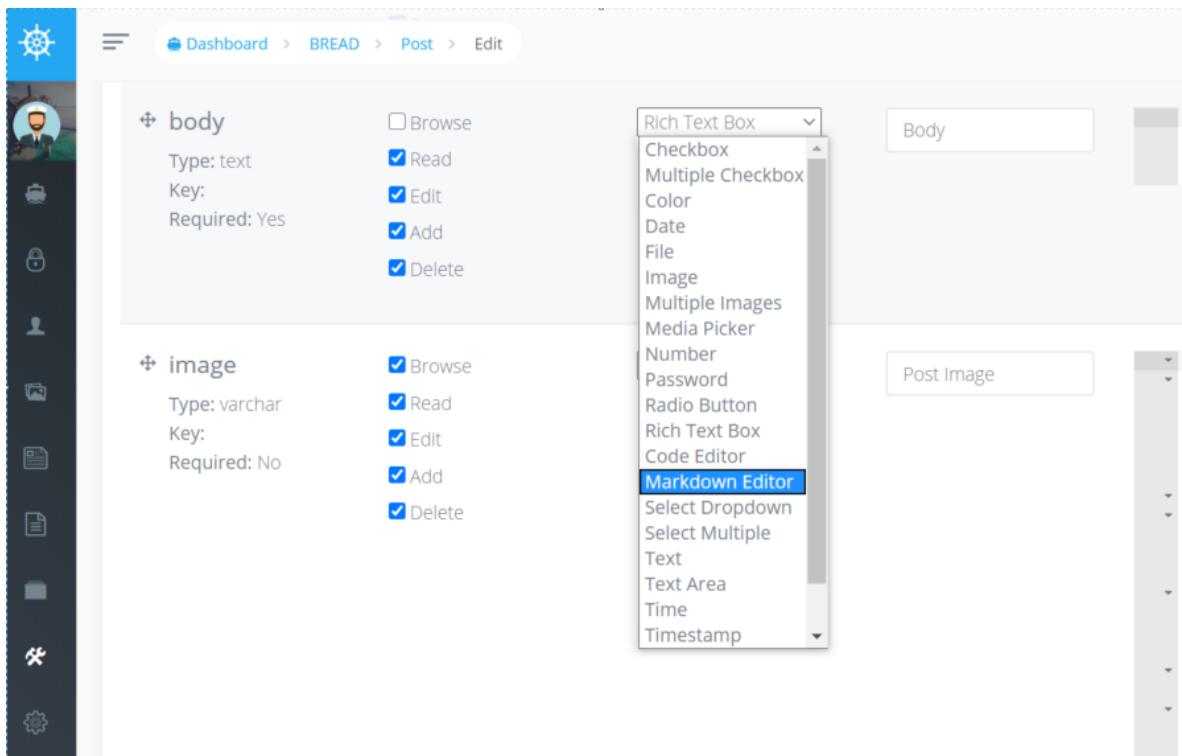 Dashboard > BREAD > Post > Edit
body
Type: text
Key:
Required: Yes
Browse
Read
Edit
Add
Delete
Rich Text Box
Checkbox
Multiple Checkbox
Color
Date
File
Image
Multiple Images
Media Picker
Number
Password
Radio Button
Rich Text Box
Code Editor
Markdown Editor
Select Dropdown
Select Multiple
Text
Text Area
Time
Timestamp
Body
image
Type: varchar
Key:
Required: No
Browse
Read
Edit
Add
Delete
Post Image